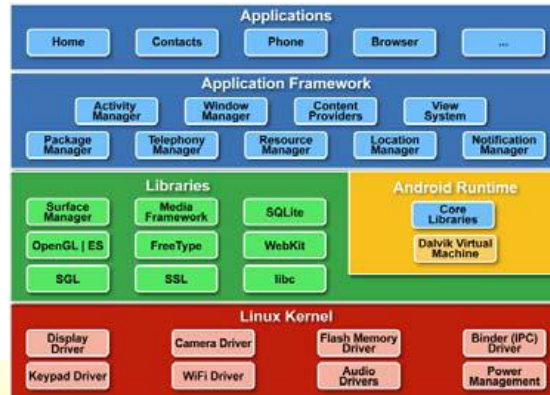 Applications
Home Contacts Phone Browser ...
Application Framework
Activity Manager Window Manager Content Providers View System
Package Manager Telephony Manager Resource Manager Location Manager Notification Manager
Libraries
Surface Manager Media Framework SQLite
OpenGL | ES FreeType WebKit
SGL SSL libc
Android Runtime
Core Libraries
Dalvik Virtual Machine
Linux Kernel
Display Driver Camera Driver Flash Memory Driver Binder (IPC) Driver
Keypad Driver WiFi Driver Audio Drivers Power Management